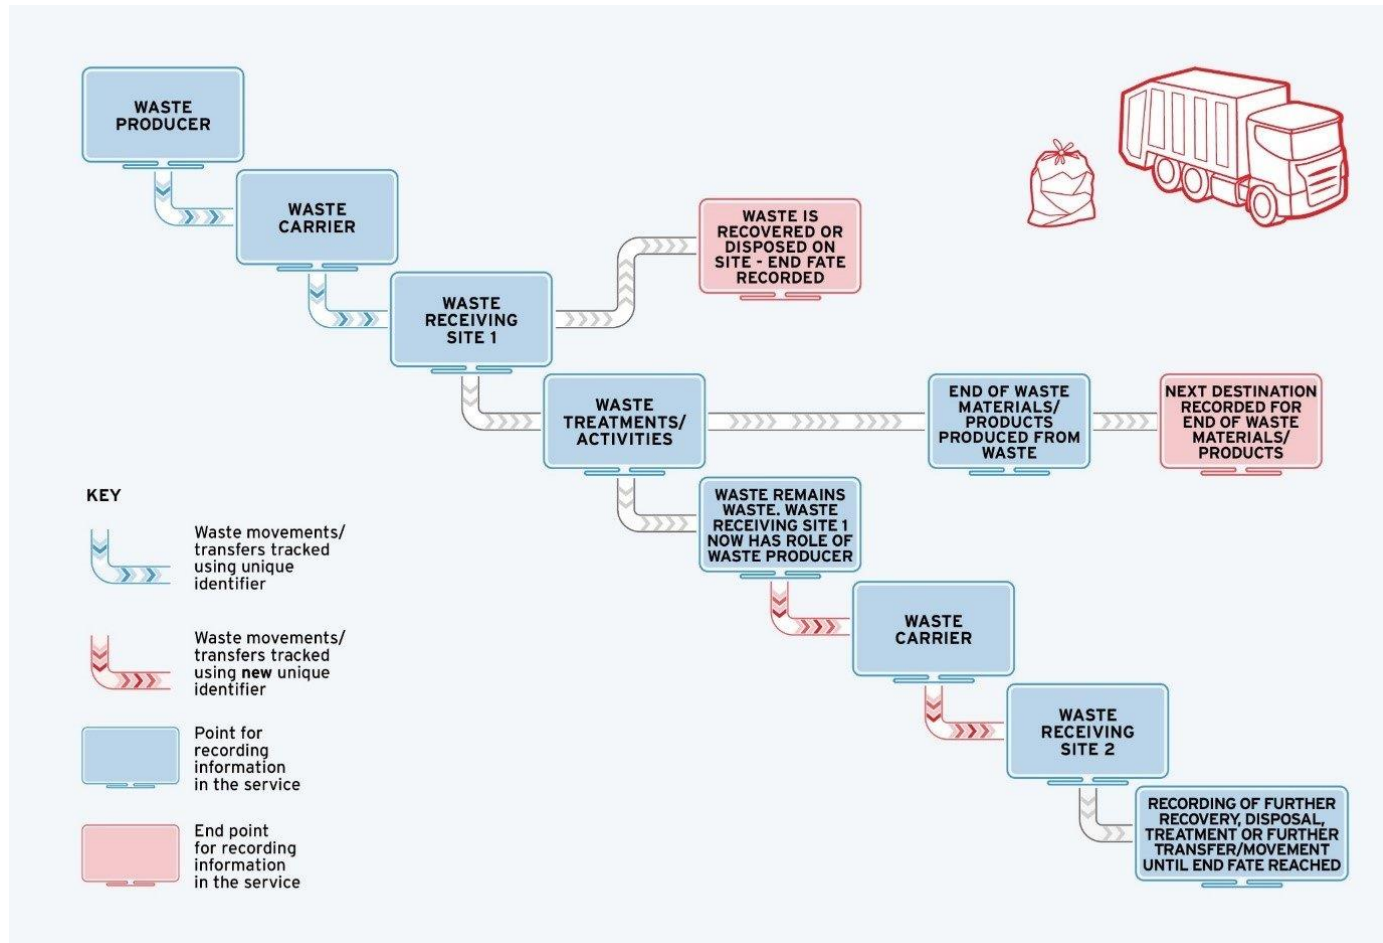 WASTE
PRODUCER
WASTE
CARRIER
WASTE
RECEIVING
SITE 1
WASTE IS
RECOVERED OR
DISPOSED ON
SITE - END FATE
RECORDED
WASTE
TREATMENTS/
ACTIVITIES
END OF WASTE
MATERIALS/
PRODUCTS
PRODUCED FROM
WASTE
NEXT DESTINATION
RECORDED FOR
END OF WASTE
MATERIALS/
PRODUCTS
WASTE REMAINS
WASTE. WASTE
RECEIVING SITE 1
NOW HAS ROLE OF
WASTE PRODUCER
WASTE
CARRIER
WASTE
RECEIVING
SITE 2
RECORDING OF FURTHER
RECOVERY, DISPOSAL,
TREATMENT OR FURTHER
TRANSFER/MOVEMENT
UNTIL END FATE REACHED
KEY
Waste movements/
transfers tracked
using unique
identifier
Waste movements/
transfers tracked
using new unique
identifier
Point for
recording
information
in the service
End point
for recording
information
in the service